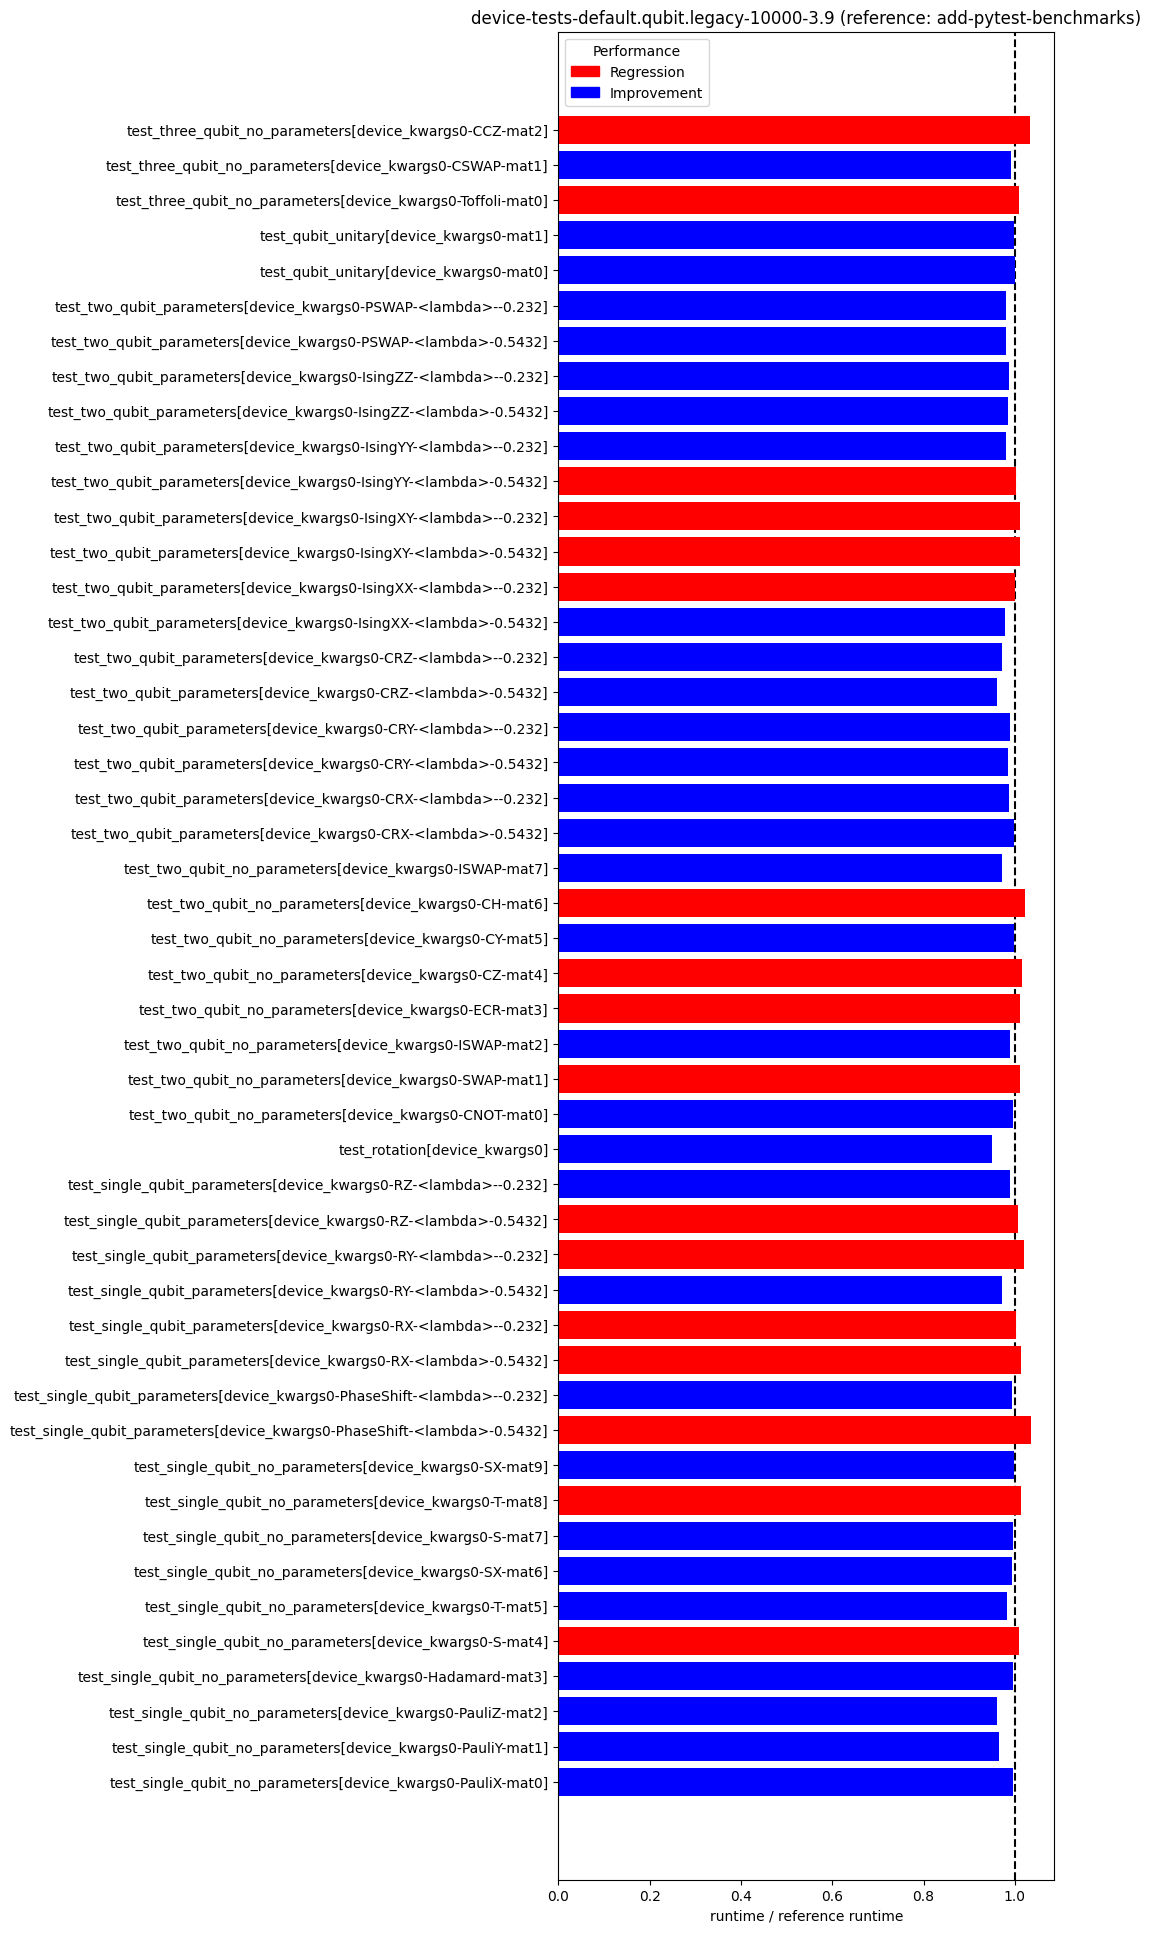 device-tests-default.qubit.legacy-10000-3.9 (reference: add-pytest-benchmarks)
Performance
Regression
Improvement
test_three_qubit_no_parameters[device_kwargs0-CCZ-mat2]
test_three_qubit_no_parameters[device_kwargs0-CSWAP-mat1]
test_three_qubit_no_parameters[device_kwargs0-Toffoli-mat0]
test_qubit_unitary[device_kwargs0-mat1]
test_qubit_unitary[device_kwargs0-mat0]
test_two_qubit_parameters[device_kwargs0-PSWAP-<lambda>--0.232]
test_two_qubit_parameters[device_kwargs0-PSWAP-<lambda>-0.5432]
test_two_qubit_parameters[device_kwargs0-IsingZZ-<lambda>--0.232]
test_two_qubit_parameters[device_kwargs0-IsingZZ-<lambda>-0.5432]
test_two_qubit_parameters[device_kwargs0-IsingYY-<lambda>--0.232]
test_two_qubit_parameters[device_kwargs0-IsingYY-<lambda>-0.5432]
test_two_qubit_parameters[device_kwargs0-IsingXY-<lambda>--0.232]
test_two_qubit_parameters[device_kwargs0-IsingXY-<lambda>-0.5432]
test_two_qubit_parameters[device_kwargs0-IsingXX-<lambda>--0.232]
test_two_qubit_parameters[device_kwargs0-IsingXX-<lambda>-0.5432]
test_two_qubit_parameters[device_kwargs0-CRZ-<lambda>--0.232]
test_two_qubit_parameters[device_kwargs0-CRZ-<lambda>-0.5432]
test_two_qubit_parameters[device_kwargs0-CRY-<lambda>--0.232]
test_two_qubit_parameters[device_kwargs0-CRY-<lambda>-0.5432]
test_two_qubit_parameters[device_kwargs0-CRX-<lambda>--0.232]
test_two_qubit_parameters[device_kwargs0-CRX-<lambda>-0.5432]
test_two_qubit_no_parameters[device_kwargs0-ISWAP-mat7]
test_two_qubit_no_parameters[device_kwargs0-CH-mat6]
test_two_qubit_no_parameters[device_kwargs0-CY-mat5]
test_two_qubit_no_parameters[device_kwargs0-CZ-mat4]
test_two_qubit_no_parameters[device_kwargs0-ECR-mat3]
test_two_qubit_no_parameters[device_kwargs0-ISWAP-mat2]
test_two_qubit_no_parameters[device_kwargs0-SWAP-mat1]
test_two_qubit_no_parameters[device_kwargs0-CNOT-mat0]
test_rotation[device_kwargs0]
test_single_qubit_parameters[device_kwargs0-RZ-<lambda>--0.232]
test_single_qubit_parameters[device_kwargs0-RZ-<lambda>-0.5432]
test_single_qubit_parameters[device_kwargs0-RY-<lambda>--0.232]
test_single_qubit_parameters[device_kwargs0-RY-<lambda>-0.5432]
test_single_qubit_parameters[device_kwargs0-RX-<lambda>--0.232]
test_single_qubit_parameters[device_kwargs0-RX-<lambda>-0.5432]
test_single_qubit_parameters[device_kwargs0-PhaseShift-<lambda>--0.232]
test_single_qubit_parameters[device_kwargs0-PhaseShift-<lambda>-0.5432]
test_single_qubit_no_parameters[device_kwargs0-SX-mat9]
test_single_qubit_no_parameters[device_kwargs0-T-mat8]
test_single_qubit_no_parameters[device_kwargs0-S-mat7]
test_single_qubit_no_parameters[device_kwargs0-SX-mat6]
test_single_qubit_no_parameters[device_kwargs0-T-mat5]
test_single_qubit_no_parameters[device_kwargs0-S-mat4]
test_single_qubit_no_parameters[device_kwargs0-Hadamard-mat3]
test_single_qubit_no_parameters[device_kwargs0-PauliZ-mat2]
test_single_qubit_no_parameters[device_kwargs0-PauliY-mat1]
test_single_qubit_no_parameters[device_kwargs0-PauliX-mat0]
0.0 0.2 0.4 0.6 0.8 1.0
runtime / reference runtime